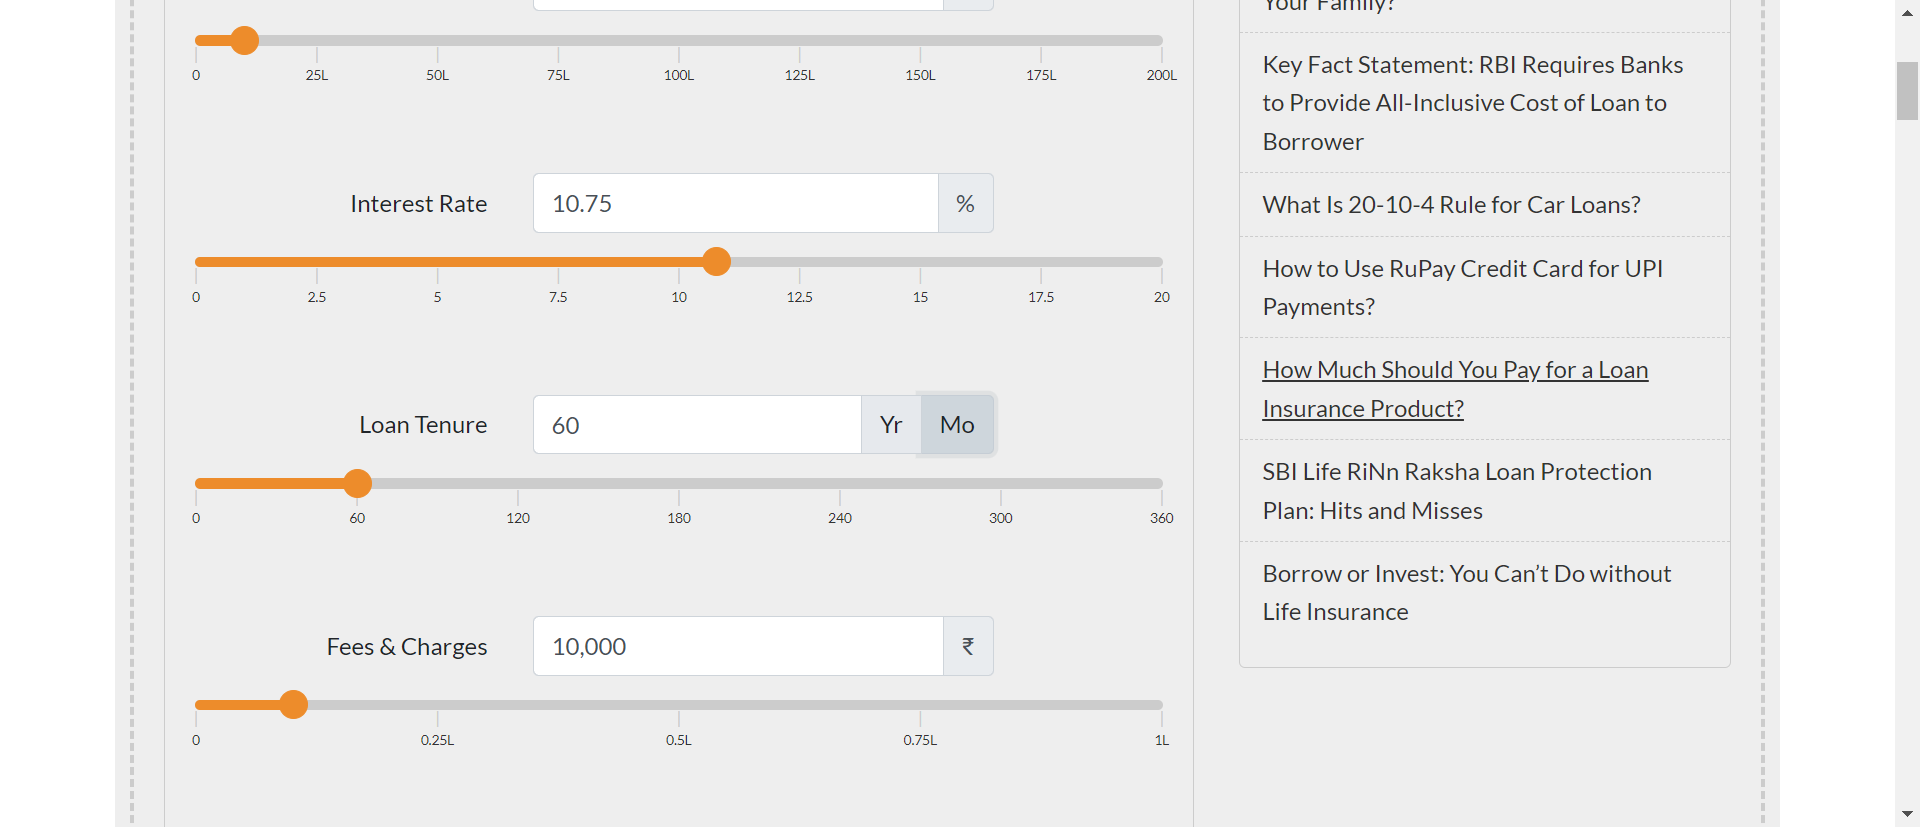 0 25L 50L 75L 100L 125L 150L 175L 200L
Interest Rate 10.75 %
0 2.5 5 7.5 10 12.5 15 17.5 20
Loan Tenure 60 Yr Mo
0 60 120 180 240 300 360
Fees & Charges 10,000 ₹
0 0.25L 0.5L 0.75L 1L
Your Family?
Key Fact Statement: RBI Requires Banks
to Provide All-Inclusive Cost of Loan to
Borrower
What Is 20-10-4 Rule for Car Loans?
How to Use RuPay Credit Card for UPI
Payments?
How Much Should You Pay for a Loan
Insurance Product?
SBI Life RiNn Raksha Loan Protection
Plan: Hits and Misses
Borrow or Invest: You Can’t Do without
Life Insurance